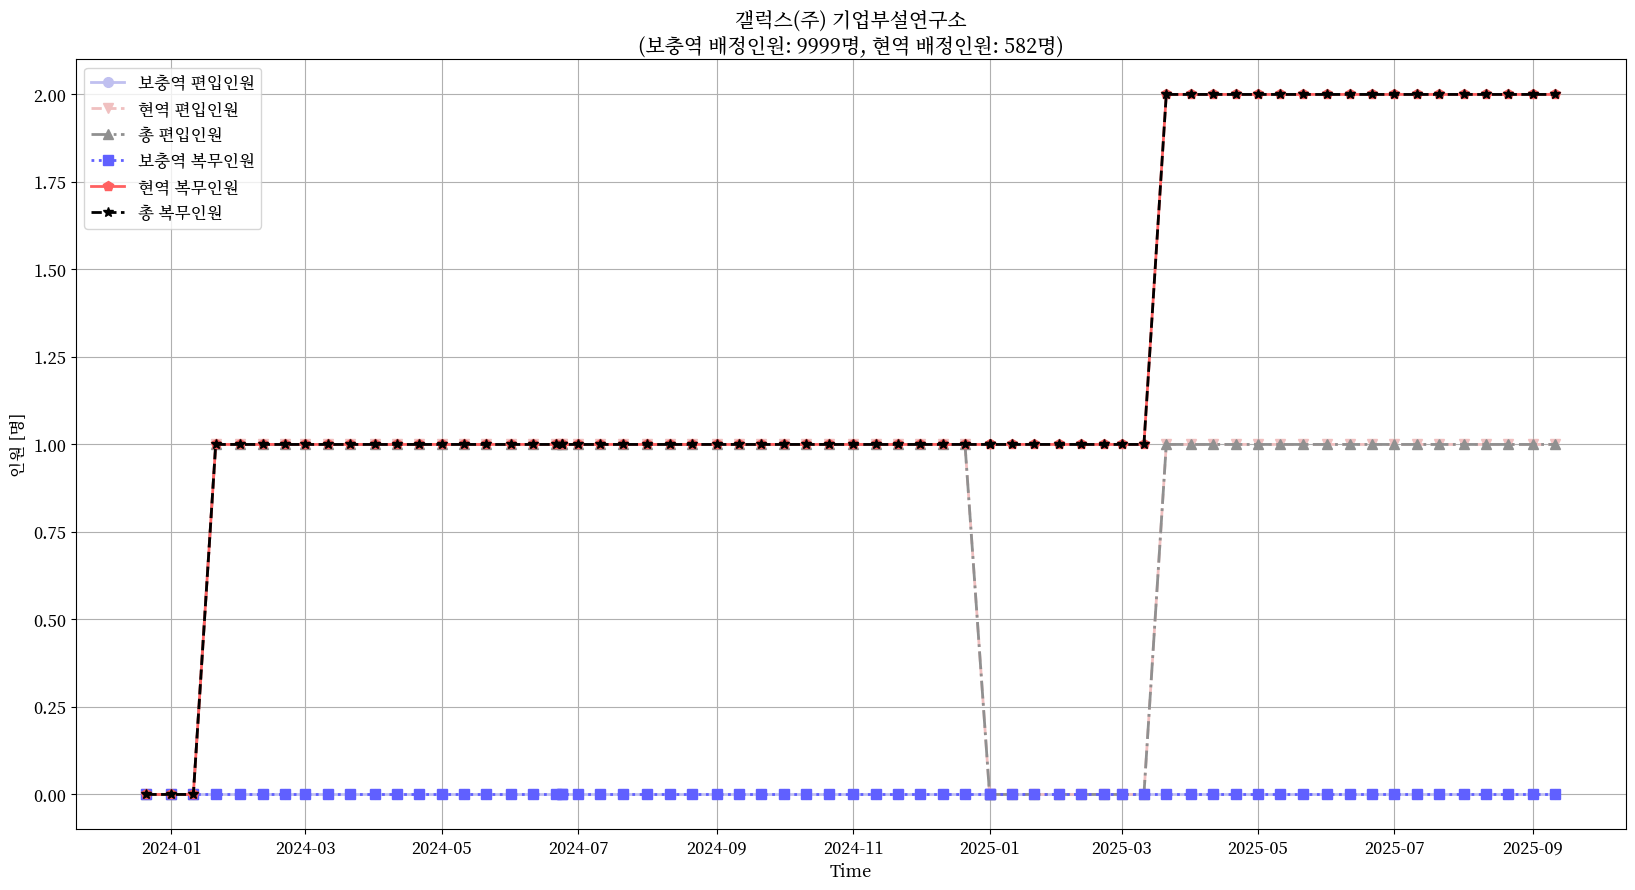 갤럭스(주) 기업부설연구소
(보충역 배정인원: 9999명, 현역 배정인원: 582명)
보충역 편입인원
현역 편입인원
총 편입인원
보충역 복무인원
현역 복무인원
총 복무인원
인원 [명]
2.00
1.75
1.50
1.25
1.00
0.75
0.50
0.25
0.00
2024-01 2024-03 2024-05 2024-07 2024-09 2024-11 2025-01 2025-03 2025-05 2025-07 2025-09
Time